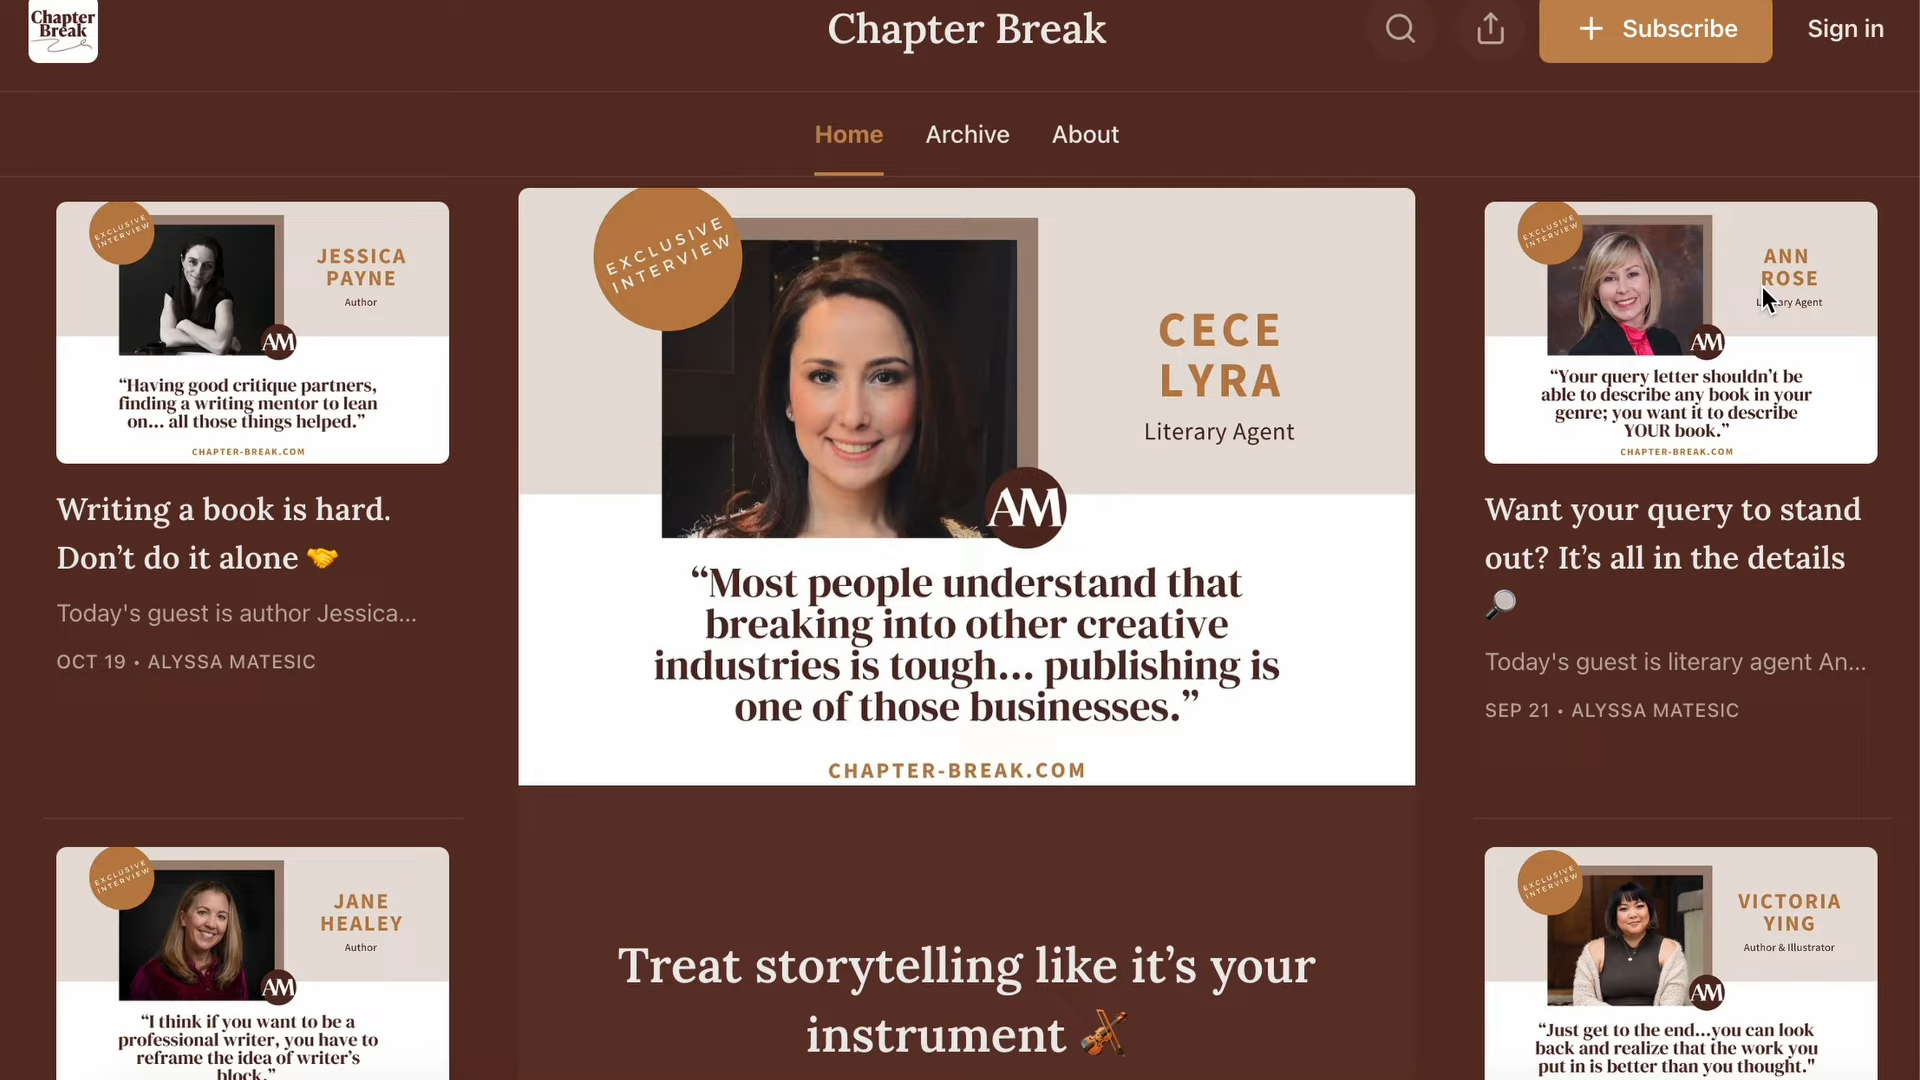 Chapter
Break
Chapter Break
Subscribe
Sign in
Home
Archive
About
EXCLUSIVE
INTERVIEW
JESSICA
PAYNE
Author
AM
“Having good critique partners,
finding a writing mentor to lean
on... all those things helped.”
CHAPTER-BREAK.COM
Writing a book is hard.
Don’t do it alone 🤝
Today's guest is author Jessica...
OCT 19 • ALYSSA MATESIC
EXCLUSIVE
INTERVIEW
JANE
HEALEY
Author
AM
“I think if you want to be a
professional writer, you have to
reframe the idea of writer’s
block.”
EXCLUSIVE
INTERVIEW
CECE
LYRA
Literary Agent
AM
“Most people understand that
breaking into other creative
industries is tough... publishing is
one of those businesses.”
CHAPTER-BREAK.COM
Treat storytelling like it’s your
instrument 🎻
EXCLUSIVE
INTERVIEW
ANN
ROSE
Agent
AM
“Your query letter shouldn’t be
able to describe any book in your
genre; you want it to describe
YOUR book.”
CHAPTER-BREAK.COM
Want your query to stand
out? It’s all in the details
🔎
Today's guest is literary agent An...
SEP 21 • ALYSSA MATESIC
EXCLUSIVE
INTERVIEW
VICTORIA
YING
Author & Illustrator
AM
“Just get to the end...you can look
back and realize that the work you
put in is better than you thought."